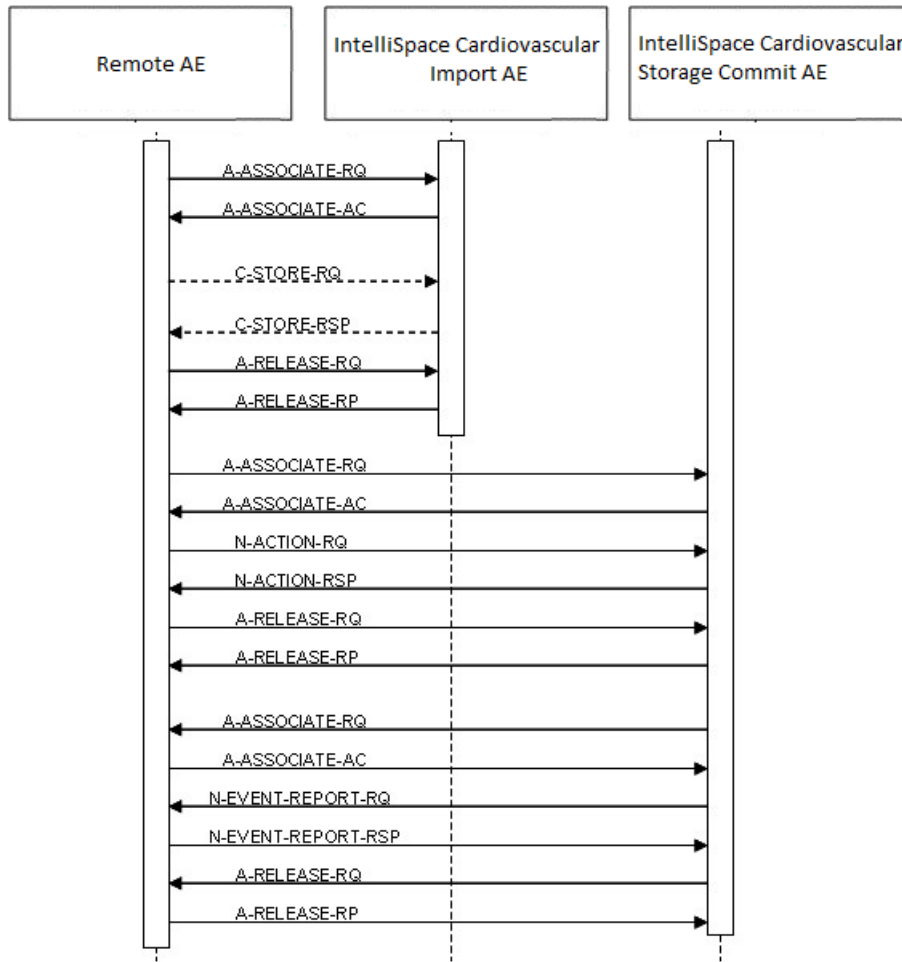 Remote AE
IntelliSpace Cardiovascular
Import AE
IntelliSpace Cardiovascular
Storage Commit AE
A-ASSOCIATE-RQ
A-ASSOCIATE-AC
C-STORE-RQ
C-STORE-RSP
A-RELEASE-RQ
A-RELEASE-RP
A-ASSOCIATE-RQ
A-ASSOCIATE-AC
N-ACTION-RQ
N-ACTION-RSP
A-RELEASE-RQ
A-RELEASE-RP
A-ASSOCIATE-RQ
A-ASSOCIATE-AC
N-EVENT-REPORT-RQ
N-EVENT-REPORT-RSP
A-RELEASE-RQ
A-RELEASE-RP